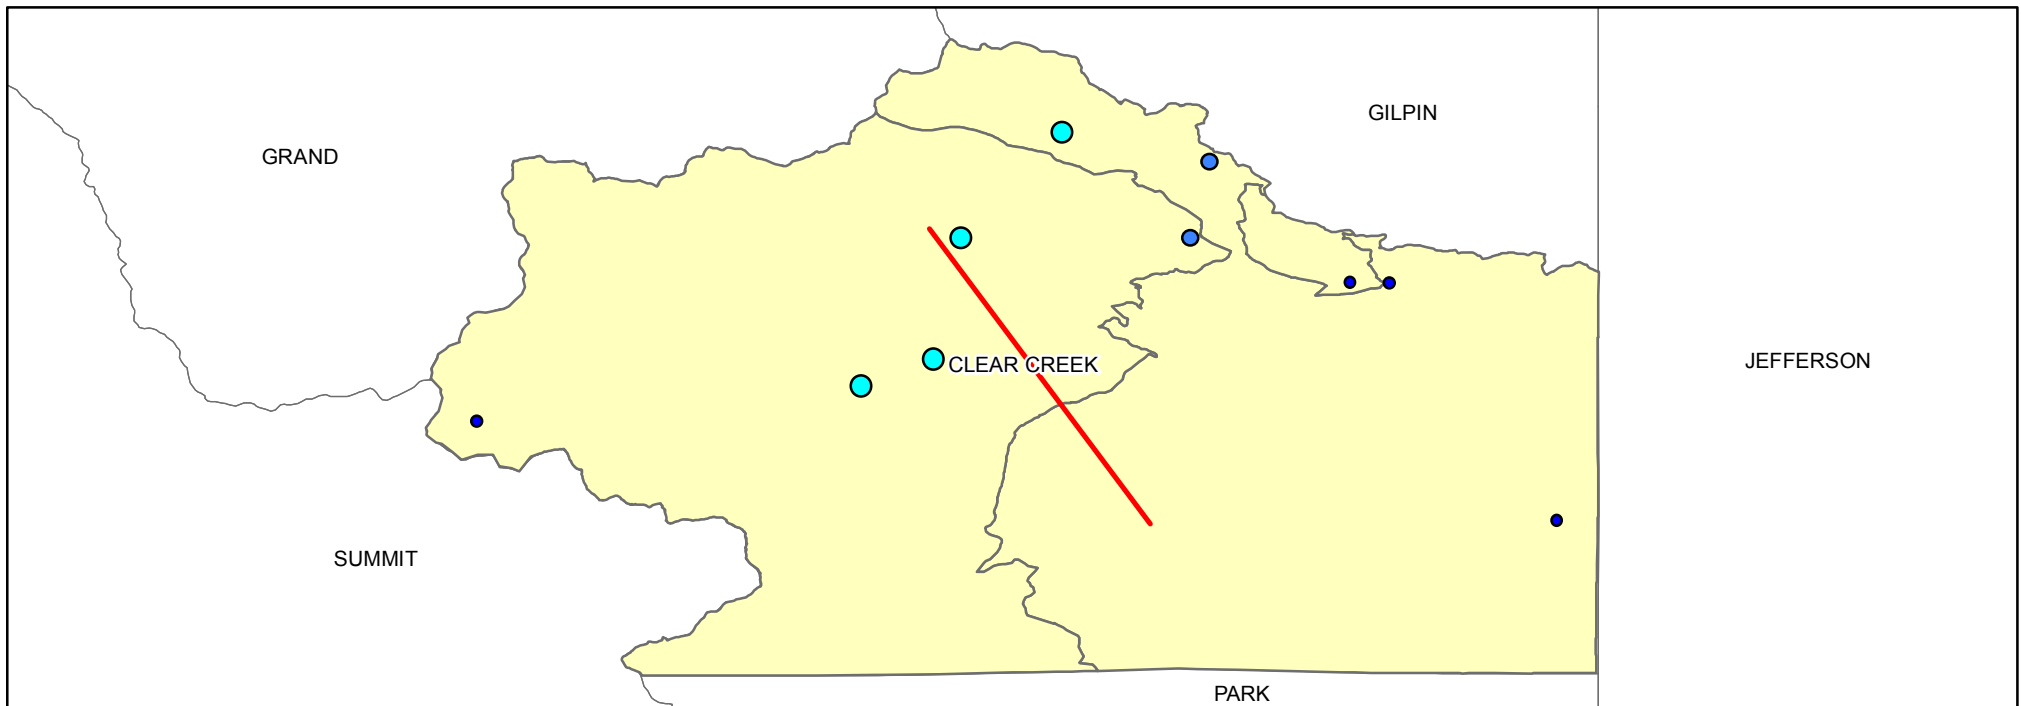 GILPIN
GRAND
JEFFERSON
CLEAR CREEK
SUMMIT
PARK